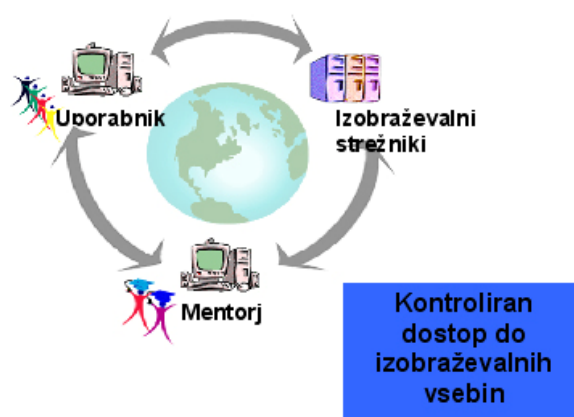 Uporabnik
Izobraževalni
strežniki
Mentorj
Kontroliran
dostop do
izobraževalnih
vsebin